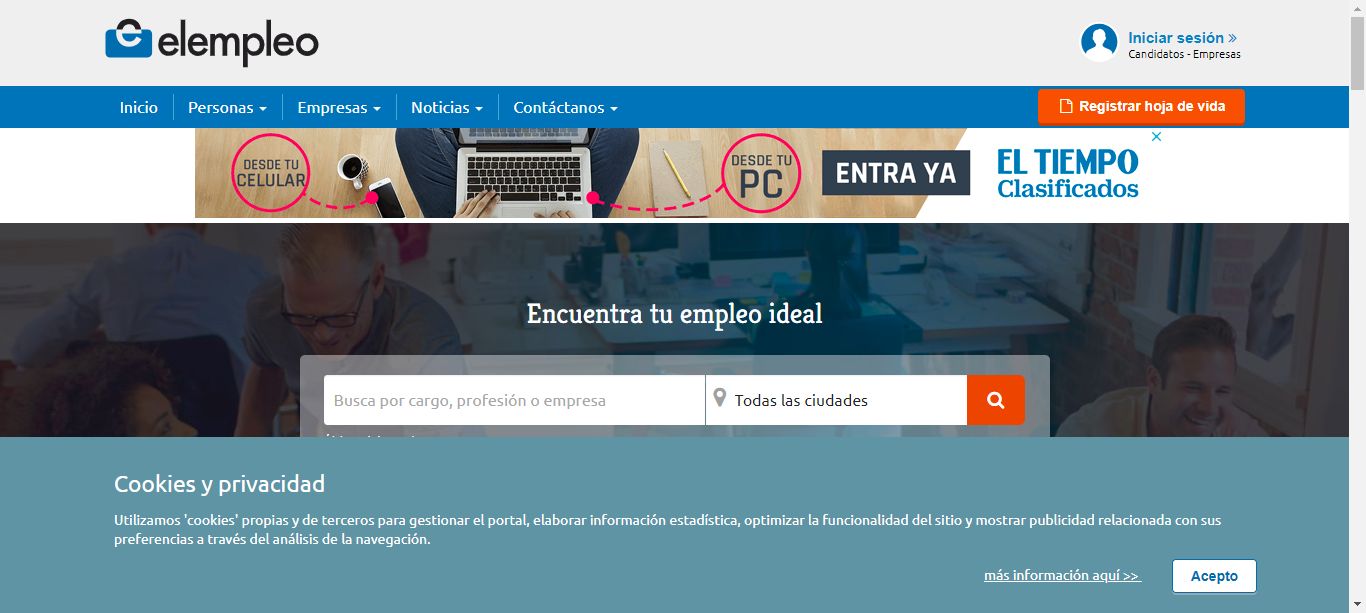 elempleo
Iniciar sesión »
Candidatos - Empresas
Inicio
Personas
Empresas
Noticias
Contáctanos
Registrar hoja de vida
DESDE TU
CELULAR
DESDE TU
PC
ENTRA YA
EL TIEMPO
Clasificados
Encuentra tu empleo ideal
Busca por cargo, profesión o empresa
Todas las ciudades
Cookies y privacidad
Utilizamos 'cookies' propias y de terceros para gestionar el portal, elaborar información estadística, optimizar la funcionalidad del sitio y mostrar publicidad relacionada con sus
preferencias a través del análisis de la navegación.
más información aquí >>
Acepto